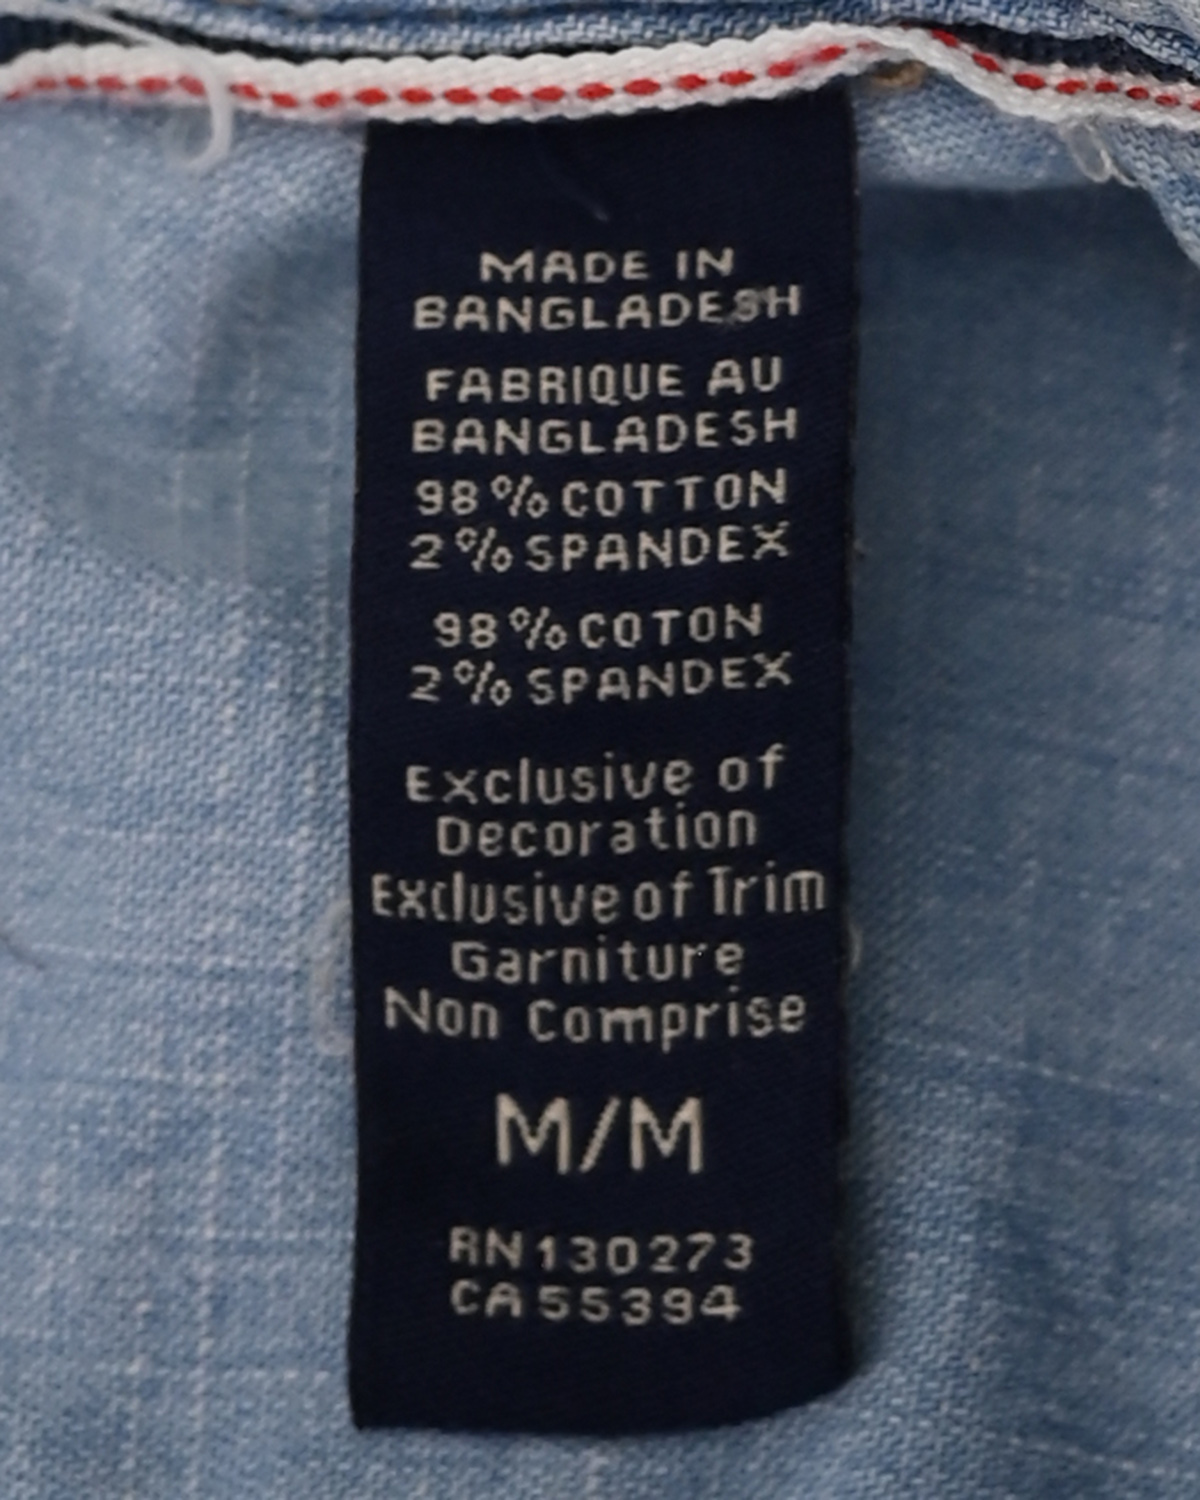 MADE IN
BANGLADESH
FABRIQUE AU
BANGLADESH
98% COTTON
2% SPANDEX
98% COTON
2% SPANDEX
Exclusive of
Decoration
Exclusive of Trim
Garniture
Non Comprise
M/M
RN130273
CA55394